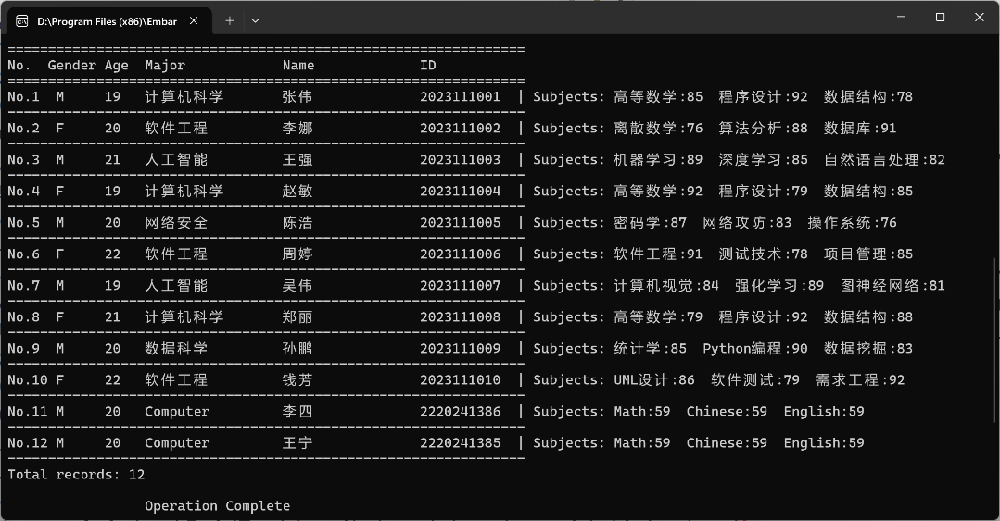 D:\Program Files (x86)\Embar
================================================================
No. Gender Age Major Name ID
================================================================
No.1 M 19 计算机科学 张伟 2023111001 | Subjects: 高等数学:85 程序设计:92 数据结构:78
----------------------------------------------------------------
No.2 F 20 软件工程 李娜 2023111002 | Subjects: 离散数学:76 算法分析:88 数据库:91
----------------------------------------------------------------
No.3 M 21 人工智能 王强 2023111003 | Subjects: 机器学习:89 深度学习:85 自然语言处理:82
----------------------------------------------------------------
No.4 F 19 计算机科学 赵敏 2023111004 | Subjects: 高等数学:92 程序设计:79 数据结构:85
----------------------------------------------------------------
No.5 M 20 网络安全 陈浩 2023111005 | Subjects: 密码学:87 网络攻防:83 操作系统:76
----------------------------------------------------------------
No.6 F 22 软件工程 周婷 2023111006 | Subjects: 软件工程:91 测试技术:78 项目管理:85
----------------------------------------------------------------
No.7 M 19 人工智能 吴伟 2023111007 | Subjects: 计算机视觉:84 强化学习:89 图神经网络:81
----------------------------------------------------------------
No.8 F 21 计算机科学 郑丽 2023111008 | Subjects: 高等数学:79 程序设计:92 数据结构:88
----------------------------------------------------------------
No.9 M 20 数据科学 孙鹏 2023111009 | Subjects: 统计学:85 Python编程:90 数据挖掘:83
----------------------------------------------------------------
No.10 F 22 软件工程 钱芳 2023111010 | Subjects: UML设计:86 软件测试:79 需求工程:92
----------------------------------------------------------------
No.11 M 20 Computer 李四 2220241386 | Subjects: Math:59 Chinese:59 English:59
----------------------------------------------------------------
No.12 M 20 Computer 王宁 2220241385 | Subjects: Math:59 Chinese:59 English:59
----------------------------------------------------------------
Total records: 12
Operation Complete